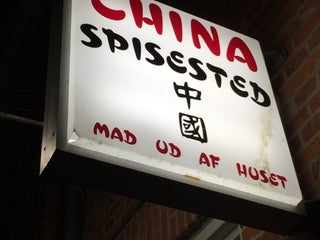 CHINA
SPISESTED
中
國
MAD UD AF HUSET